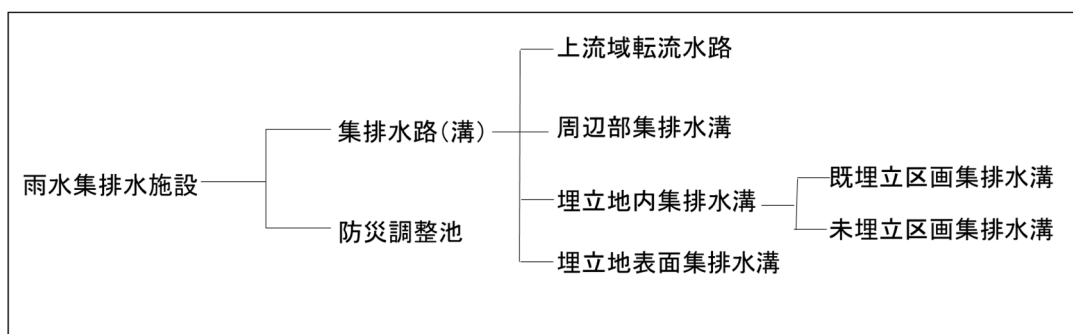 雨水集排水施設
集排水路（溝）
防災調整池
上流域転流水路
周辺部集排水溝
埋立地内集排水溝
埋立地表面集排水溝
既埋立区画集排水溝
未埋立区画集排水溝